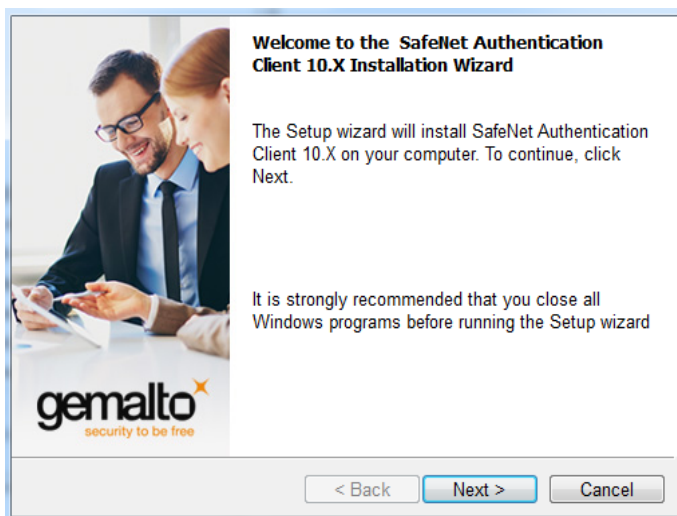 Welcome to the SafeNet Authentication
Client 10.X Installation Wizard
The Setup wizard will install SafeNet Authentication
Client 10.X on your computer. To continue, click
Next.
It is strongly recommended that you close all
Windows programs before running the Setup wizard
gemalto
security to be free
< Back
Next >
Cancel